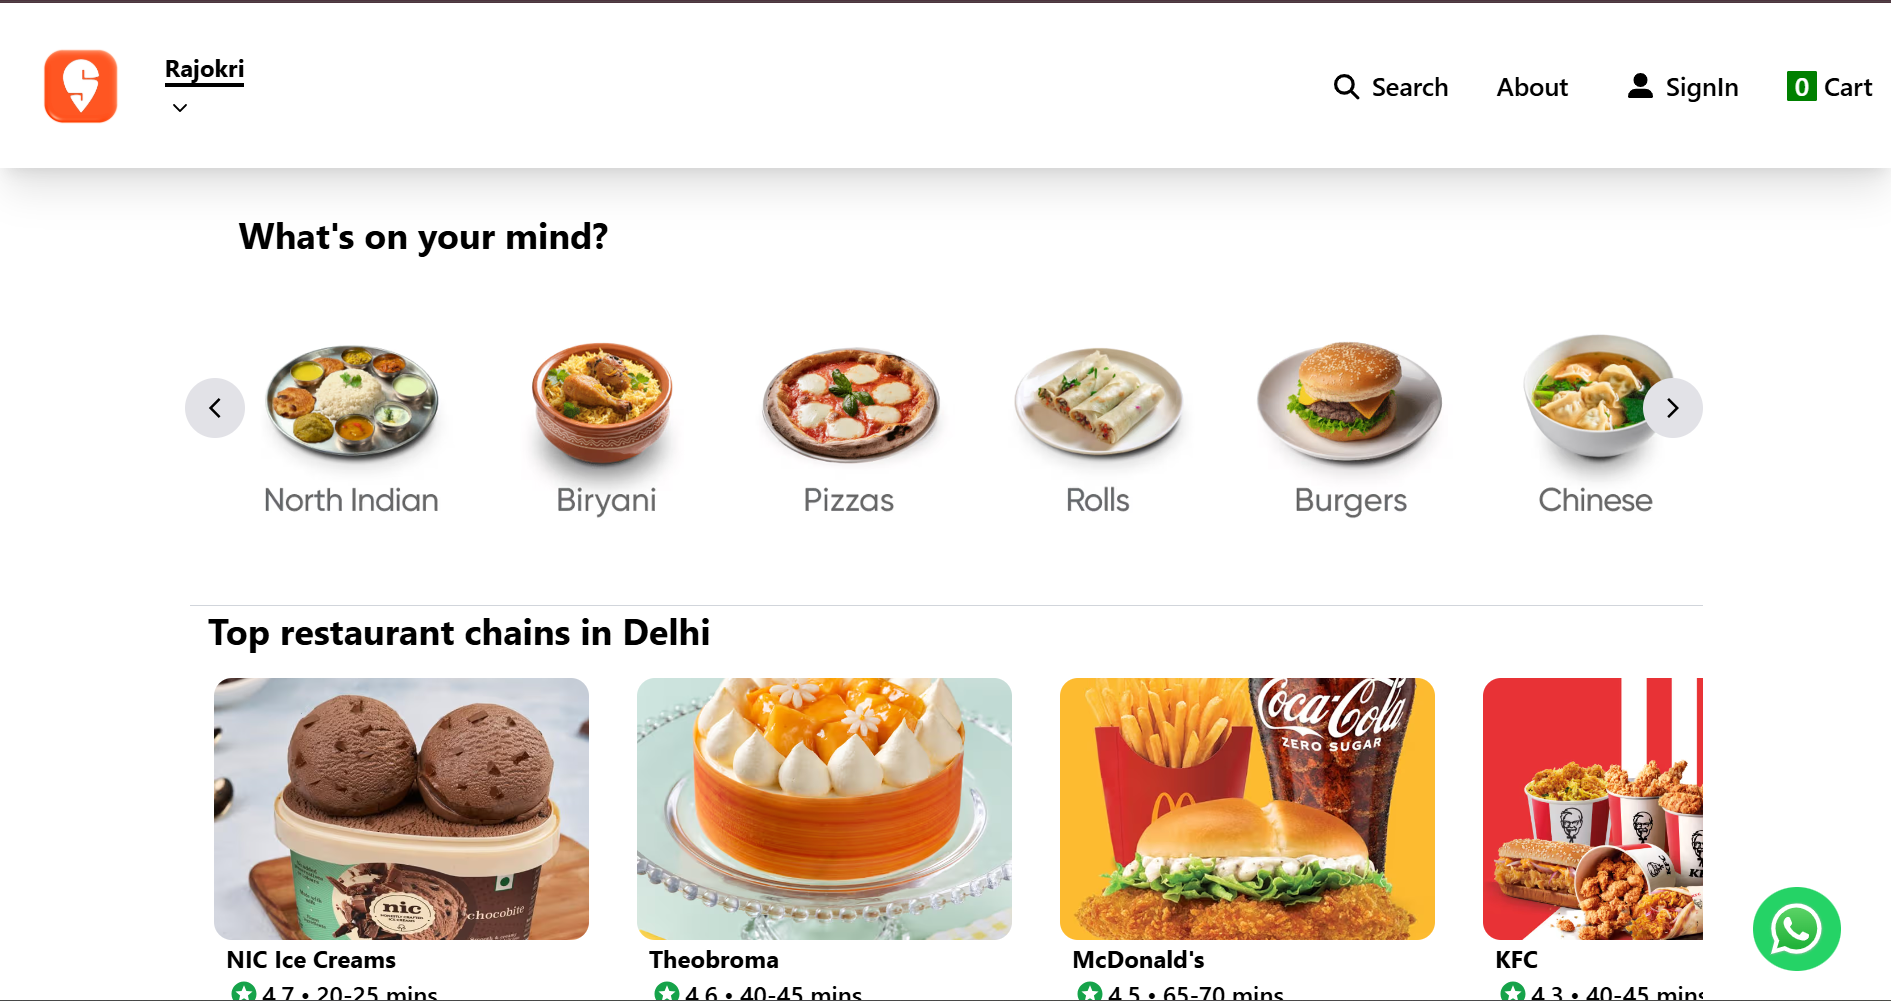 Rajokri
Search
About
SignIn
0 Cart
What's on your mind?
North Indian
Biryani
Pizzas
Rolls
Burgers
Chinese
Top restaurant chains in Delhi
Coca-Cola
ZERO SUGAR
nic
chocobite
NIC Ice Creams
Theobroma
McDonald's
KFC
4.7 • 20-25 mins
4.6 • 40-45 mins
4.5 • 65-70 mins
4.3 • 40-45 mins